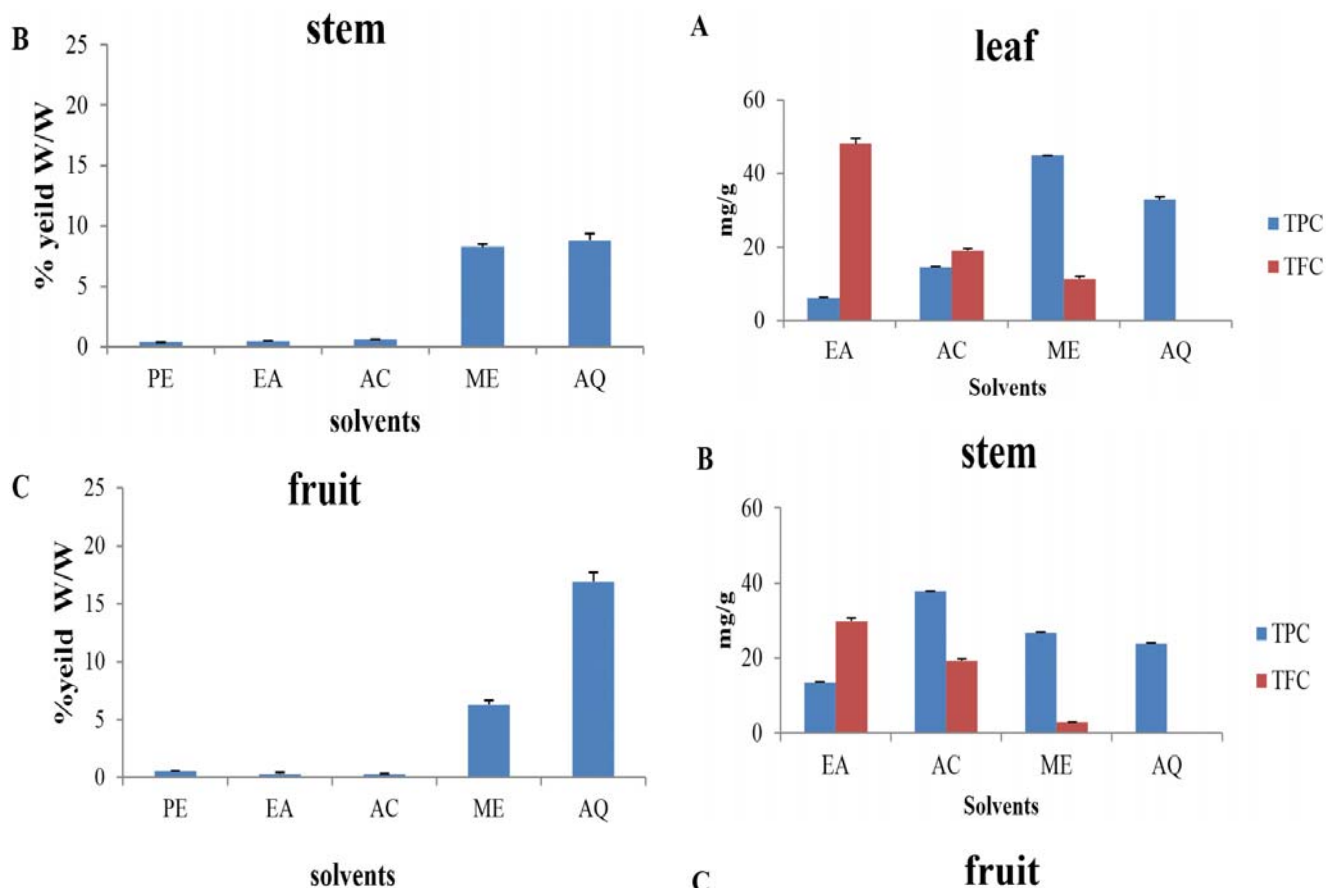 B
stem
25
20
15
10
5
0
% yeild W/W
PE EA AC ME AQ
solvents
C
fruit
25
20
15
10
5
0
%yeild W/W
PE EA AC ME AQ
solvents
A
leaf
60
40
20
0
mg/g
EA AC ME AQ
Solvents
TPC
TFC
B
stem
60
40
20
0
mg/g
EA AC ME AQ
Solvents
TPC
TFC
C
fruit